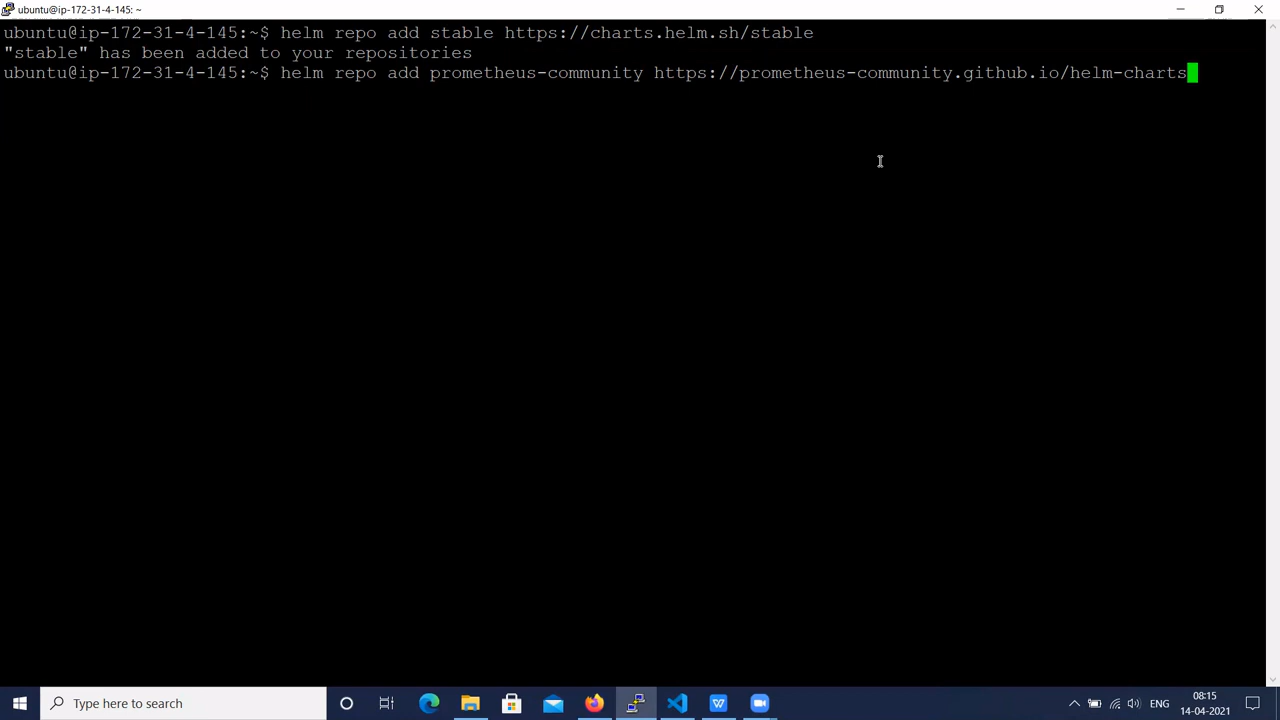 ubuntu@ip-172-31-4-145: ~
ubuntu@ip-172-31-4-145:~$ helm repo add stable https://charts.helm.sh/stable
"stable" has been added to your repositories
ubuntu@ip-172-31-4-145:~$ helm repo add prometheus-community https://prometheus-community.github.io/helm-charts
Type here to search
W
ENG
08:15
14-04-2021